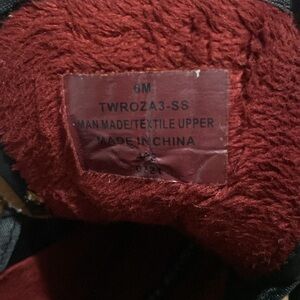 6M
TWROZA3-SS
MAN MADE/TEXTILE UPPER
MADE IN CHINA